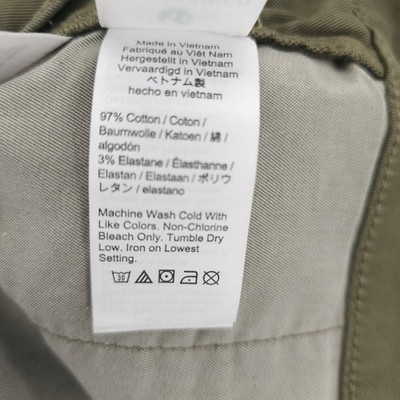 Made in Vietnam
Fabriqué au Viêt Nam
Hergestellt in Vietnam
Vervaardigd in Vietnam
ベトナム製
hecho en vietnam
97% Cotton / Coton /
Baumwolle / Katoen / 綿 /
algodón
3% Elastane / Élasthanne /
Elastan / Elastaan / ポリウ
レタン / elastano
Machine Wash Cold With
Like Colors. Non-Chlorine
Bleach Only. Tumble Dry
Low. Iron on Lowest
Setting.
30